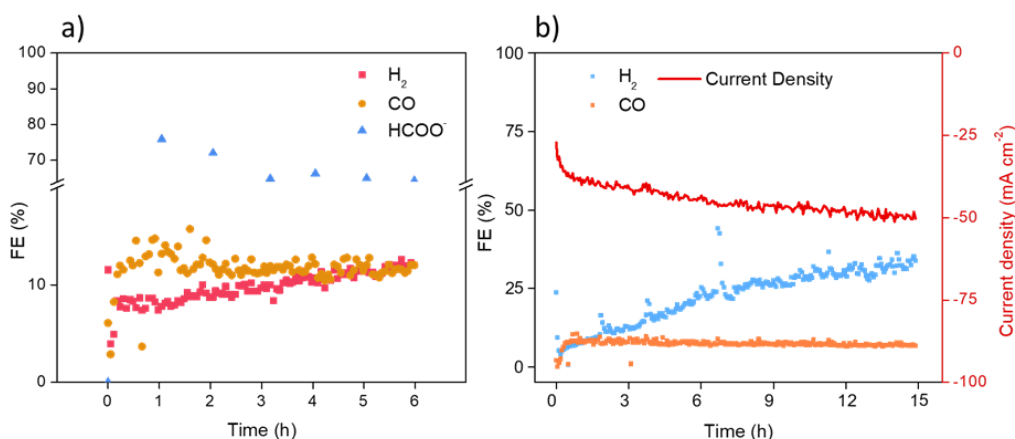 a)
100
90
80
70
10
0
FE (%)
H₂
CO
HCOO⁻
0 1 2 3 4 5 6
Time (h)
b)
100
75
50
25
0
FE (%)
H₂ Current Density
CO
0
-25
-50
-75
-100
Current density (mA cm⁻²)
0 3 6 9 12 15
Time (h)